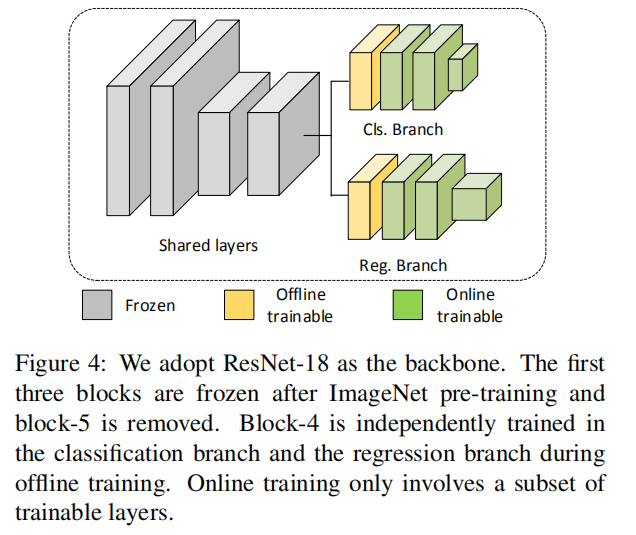 Cls. Branch
Shared layers
Reg. Branch
Frozen
Offline
trainable
Online
trainable
Figure 4: We adopt ResNet-18 as the backbone. The first
three blocks are frozen after ImageNet pre-training and
block-5 is removed. Block-4 is independently trained in
the classification branch and the regression branch during
offline training. Online training only involves a subset of
trainable layers.